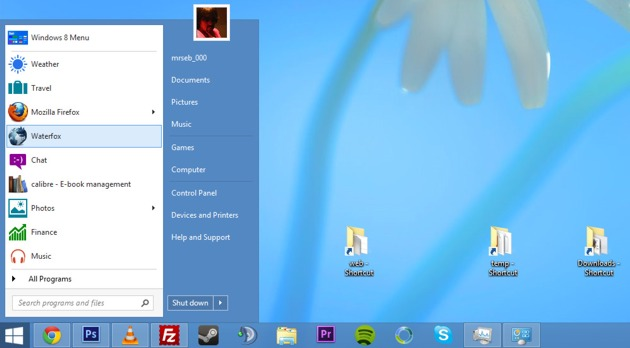 Windows 8 Menu
Weather
Travel
Mozilla Firefox
Waterfox
Chat
calibre - E-book management
Photos
Finance
Music
All Programs
Search programs and files
mrseb_000
Documents
Pictures
Music
Games
Computer
Control Panel
Devices and Printers
Help and Support
Shut down
web -
Shortcut
temp -
Shortcut
Downloads -
Shortcut
Ps
Fz
Pr
S